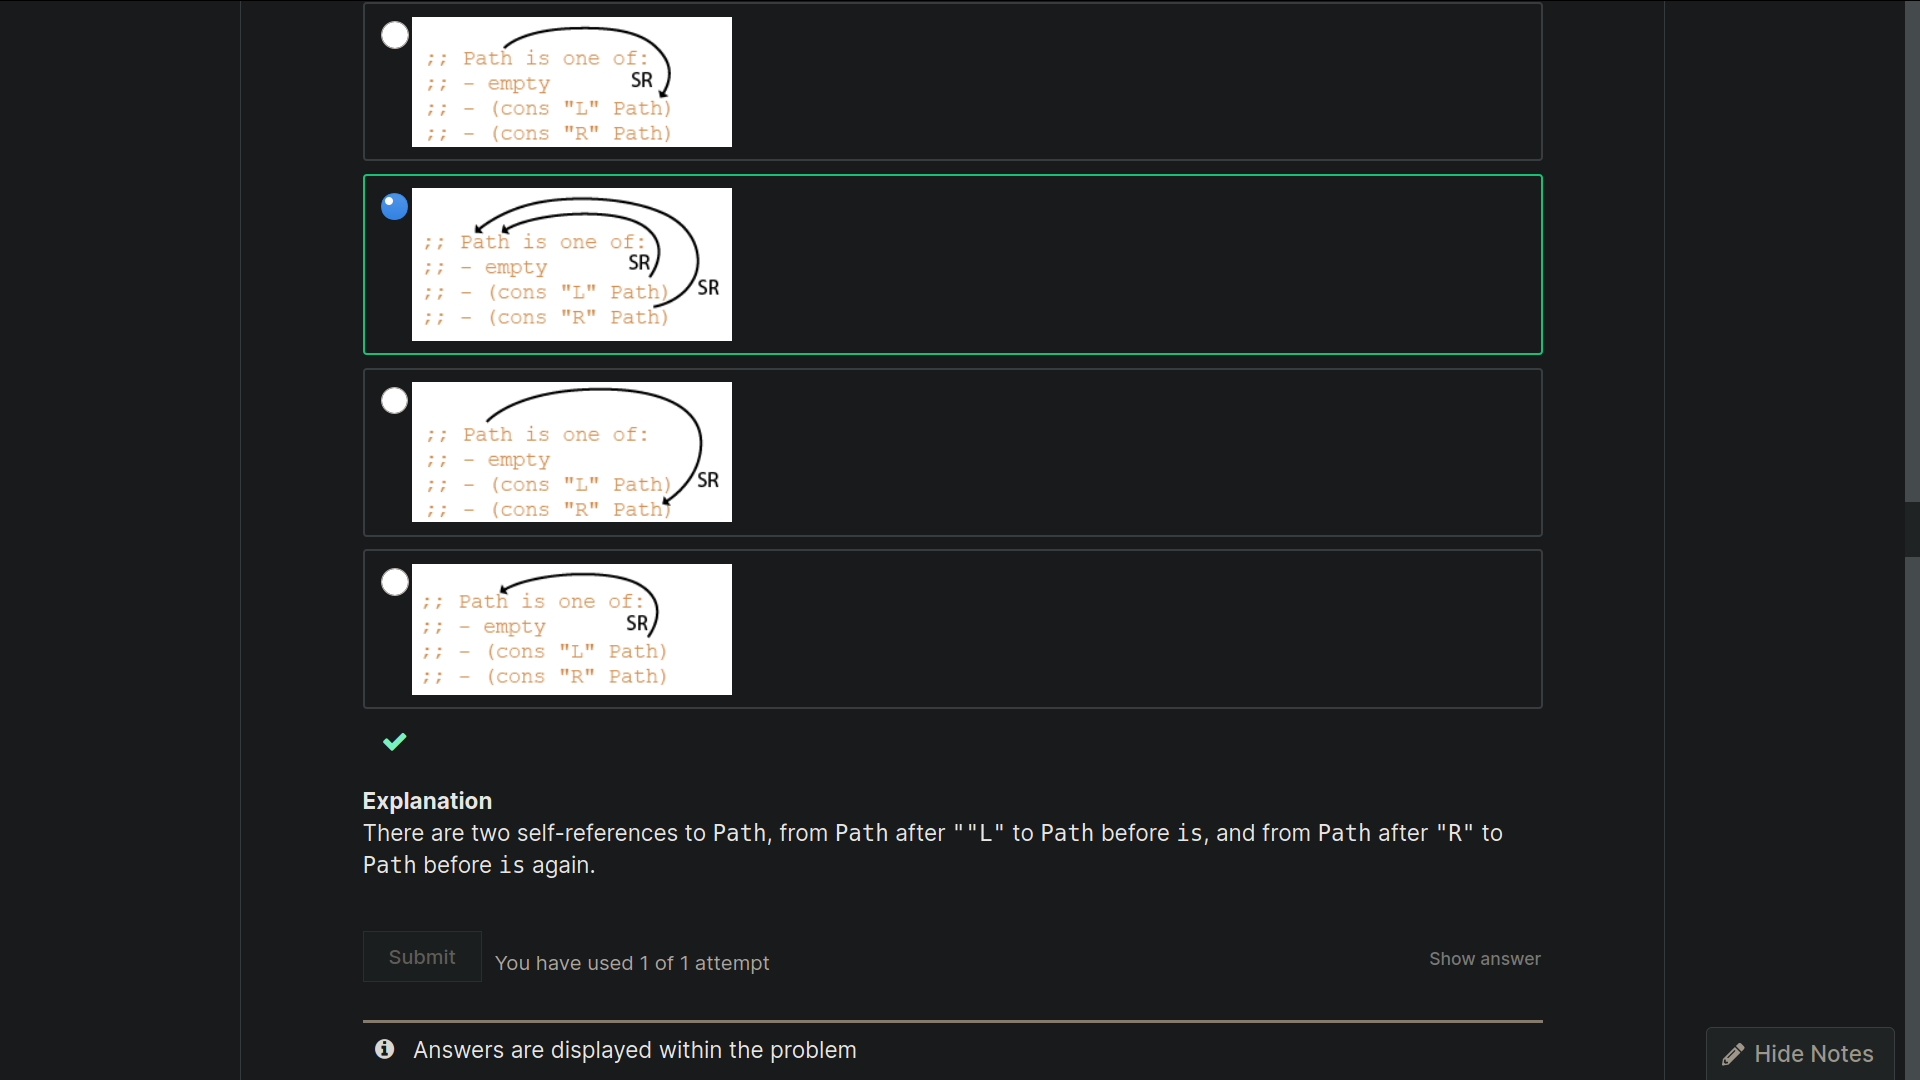 ;; Path is one of:
;; - empty
SR
;; - (cons "L" Path)
;; - (cons "R" Path)
;; Path is one of:
;; - empty
SR
;; - (cons "L" Path)
SR
;; - (cons "R" Path)
;; Path is one of:
;; - empty
;; - (cons "L" Path)
SR
;; - (cons "R" Path)
;; Path is one of:
;; - empty
SR
;; - (cons "L" Path)
;; - (cons "R" Path)
Explanation
There are two self-references to Path, from Path after ""L" to Path before is, and from Path after "R" to
Path before is again.
Submit
You have used 1 of 1 attempt
Show answer
Answers are displayed within the problem
Hide Notes